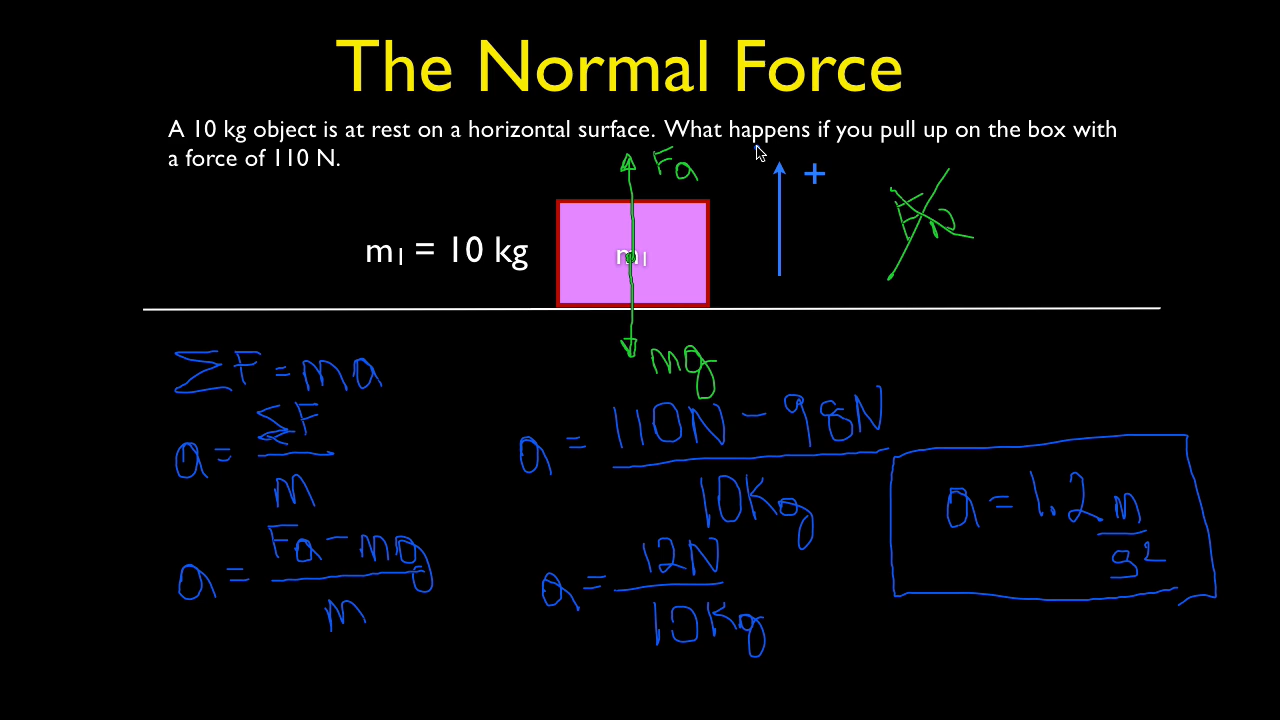 The Normal Force
A 10 kg object is at rest on a horizontal surface. What happens if you pull up on the box with
a force of 110 N.
Fa
+
Fn
m₁ = 10 kg
m₁
mg
ΣF = ma
a = ΣF / m
a = Fa - mg / m
a = 110N - 98N / 10Kg
a = 12N / 10Kg
a = 1.2 m / s²